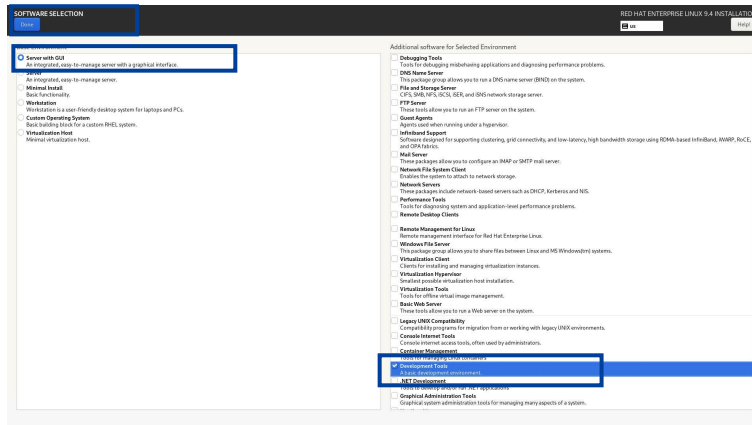 SOFTWARE SELECTION
RED HAT ENTERPRISE LINUX 9.4 INSTALLATIO
Done
us
Help!
Additional software for Selected Environment
Server with GUI
An integrated, easy-to-manage server with a graphical interface.
Server
An integrated, easy-to-manage server.
Minimal Install
Basic functionality.
Workstation
Workstation is a user-friendly desktop system for laptops and PCs.
Custom Operating System
Basic building block for a custom RHEL system.
Virtualization Host
Minimal virtualization host.
Debugging Tools
Tools for debugging misbehaving applications and diagnosing performance problems.
DNS Name Server
This package group allows you to run a DNS name server (BIND) on the system.
File and Storage Server
CIFS, SMB, NFS, iSCSI, iSER, and iSNS network storage server.
FTP Server
These tools allow you to run an FTP server on the system.
Guest Agents
Agents used when running under a hypervisor.
Infiniband Support
Software designed for supporting clustering, grid connectivity, and low-latency, high bandwidth storage using RDMA-based InfiniBand, iWARP, RoCE,
and OPA fabrics.
Mail Server
These packages allow you to configure an IMAP or SMTP mail server.
Network File System Client
Enables the system to attach to network storage.
Network Servers
These packages include network-based servers such as DHCP, Kerberos and NIS.
Performance Tools
Tools for diagnosing system and application-level performance problems.
Remote Desktop Clients
Remote Management for Linux
Remote management interface for Red Hat Enterprise Linux.
Windows File Server
This package group allows you to share files between Linux and MS Windows(tm) systems.
Virtualization Client
Clients for installing and managing virtualization instances.
Virtualization Hypervisor
Smallest possible virtualization host installation.
Virtualization Tools
Tools for offline virtual image management.
Basic Web Server
These tools allow you to run a Web server on the system.
Legacy UNIX Compatibility
Compatibility programs for migration from or working with legacy UNIX environments.
Console Internet Tools
Console internet access tools, often used by administrators.
Container Management
Tools for managing Linux containers
Development Tools
A basic development environment.
.NET Development
Tools to develop and/or run .NET applications
Graphical Administration Tools
Graphical system administration tools for managing many aspects of a system.